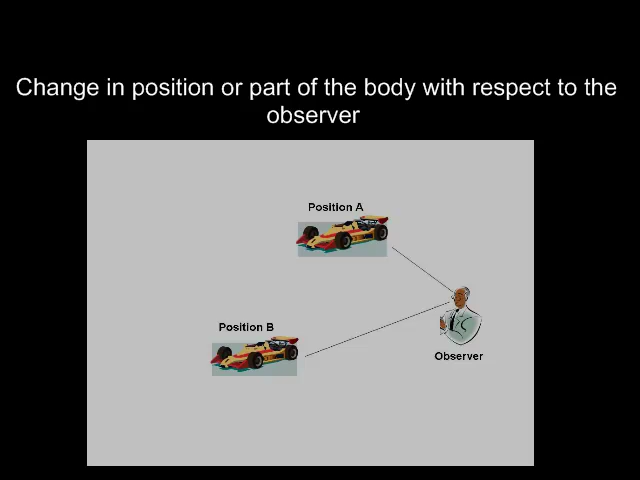 Change in position or part of the body with respect to the
observer
Position A
Position B
Observer